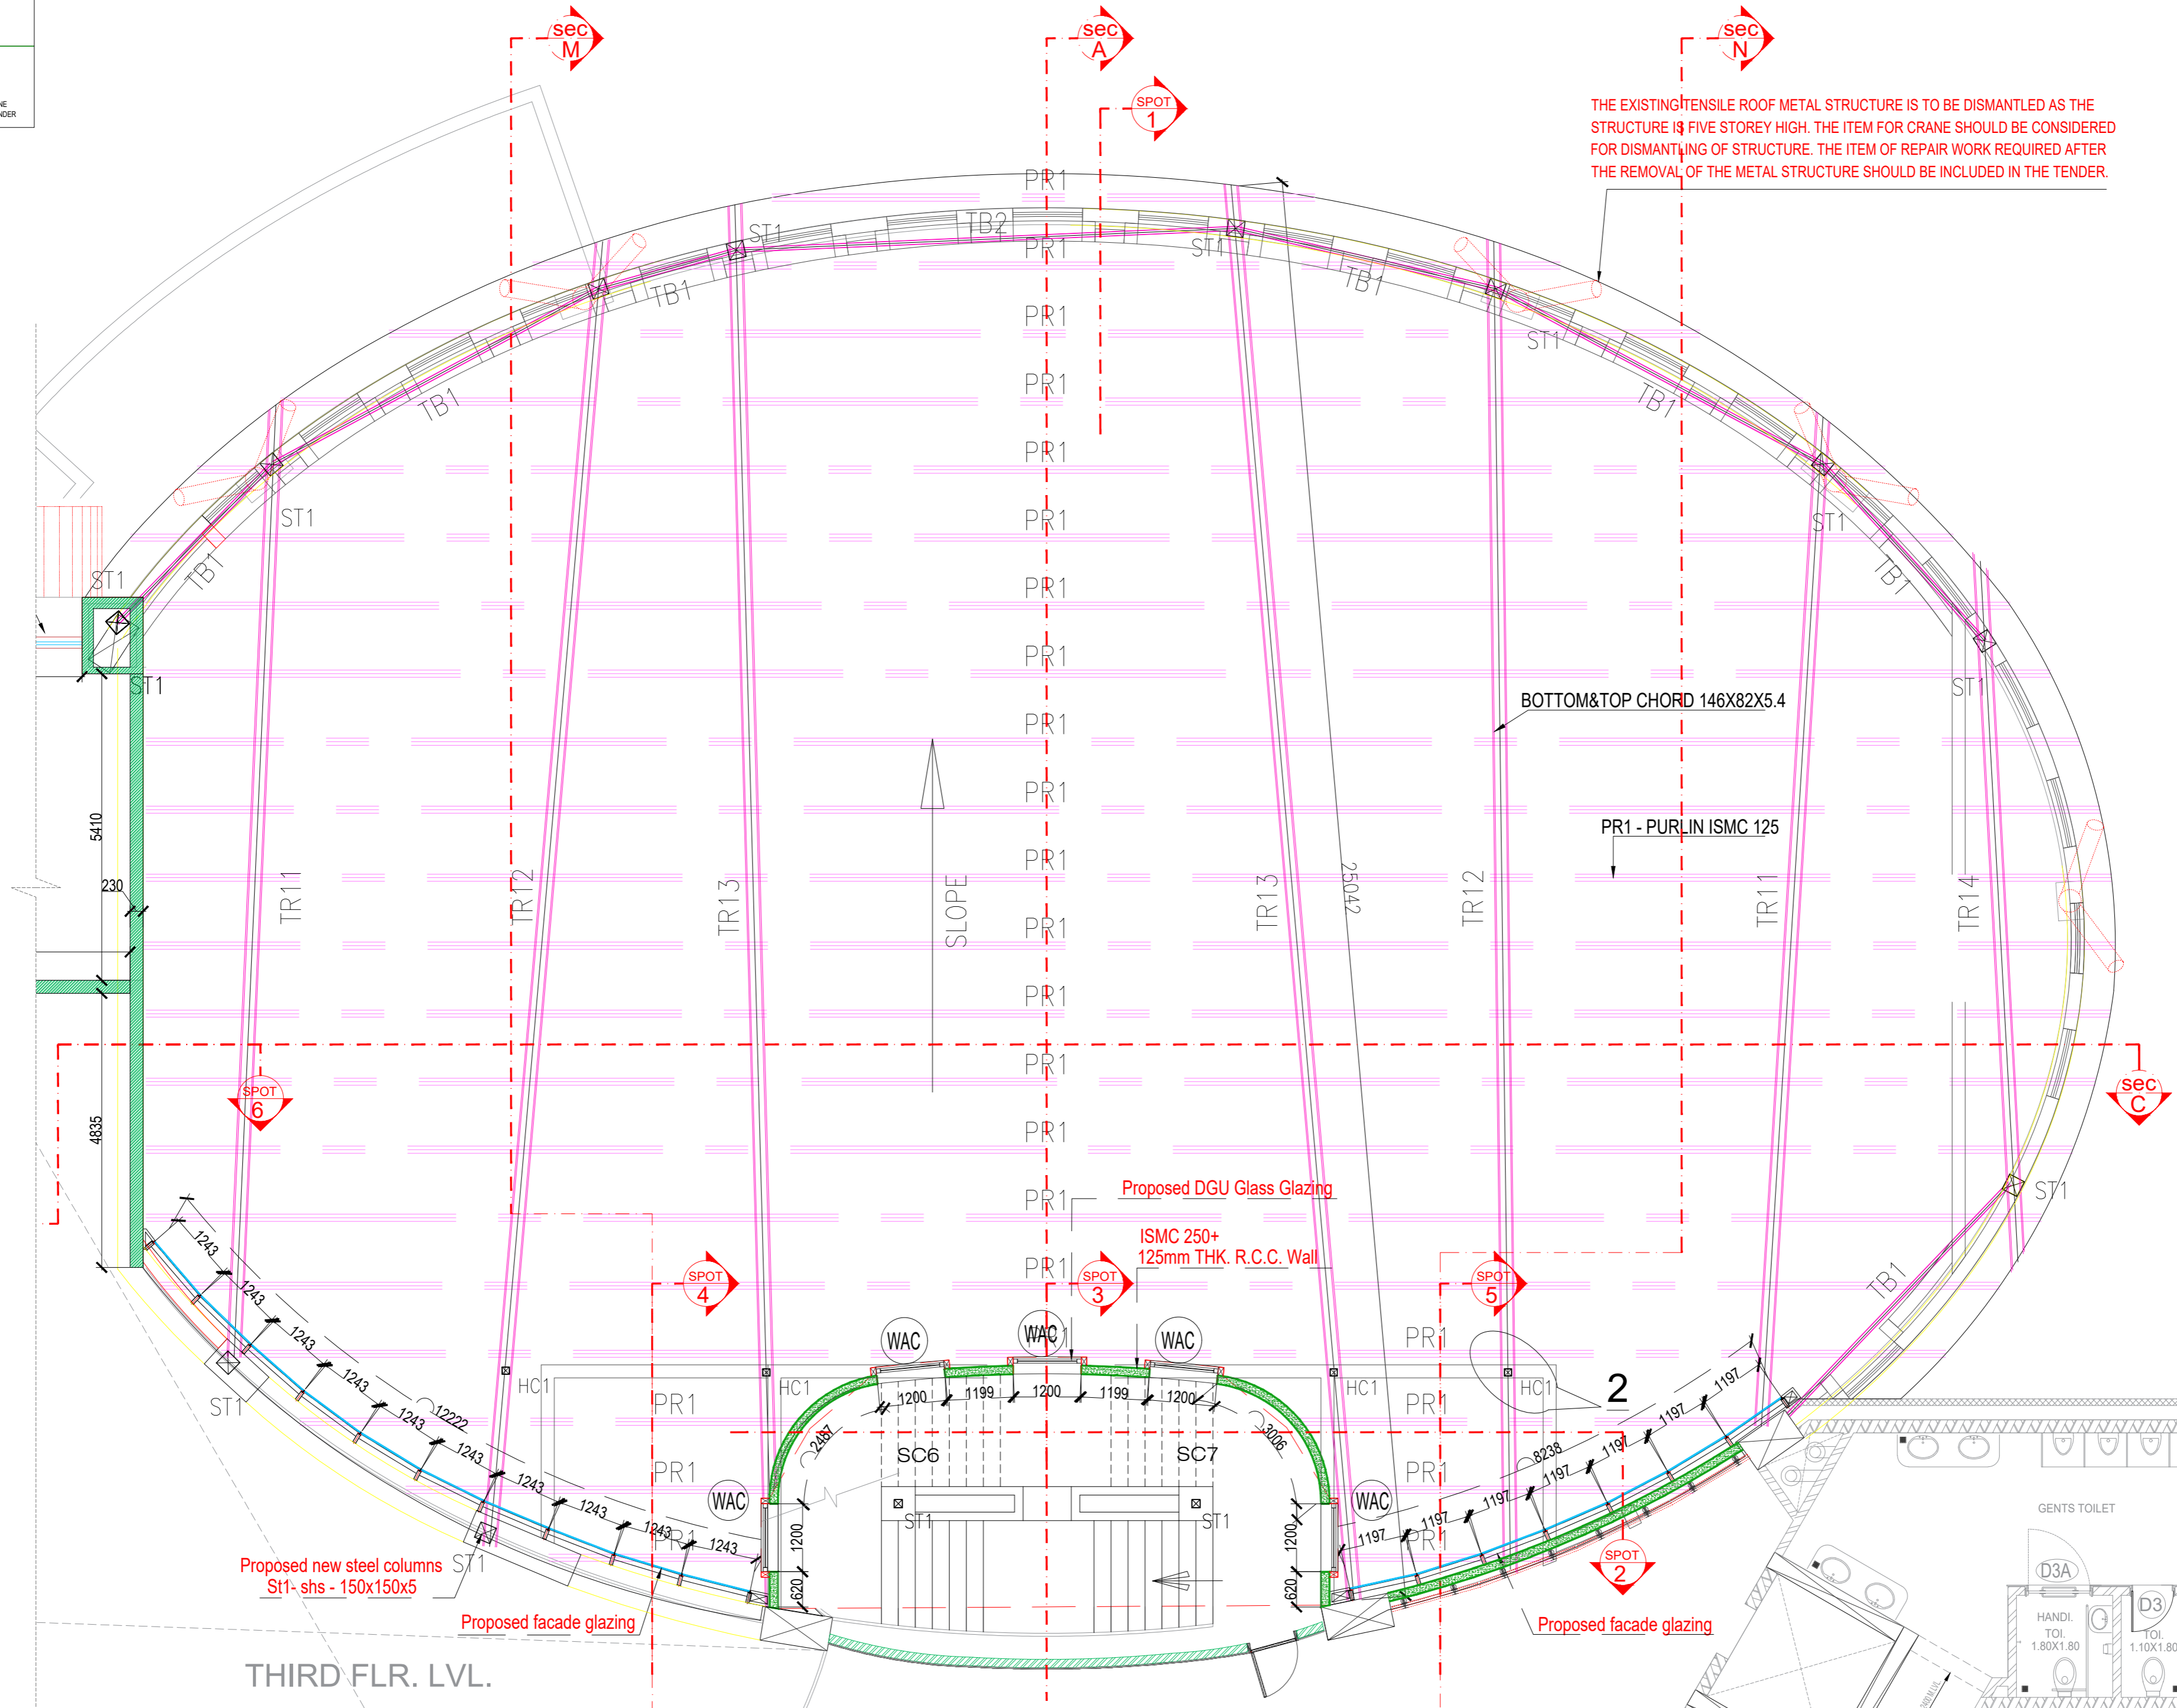 sec
M
sec
A
sec
N
SPOT
1
NE
NDER
THE EXISTING TENSILE ROOF METAL STRUCTURE IS TO BE DISMANTLED AS THE
STRUCTURE IS FIVE STOREY HIGH. THE ITEM FOR CRANE SHOULD BE CONSIDERED
FOR DISMANTLING OF STRUCTURE. THE ITEM OF REPAIR WORK REQUIRED AFTER
THE REMOVAL OF THE METAL STRUCTURE SHOULD BE INCLUDED IN THE TENDER.
PR1
ST1
TB2
PR1
ST1
TB1
TB1
PR1
ST1
PR1
TB1
TB1
PR1
ST1
PR1
ST1
TB1
ST1
PR1
TB1
PR1
ST1
ST1
BOTTOM&TOP CHORD 146X82X5.4
PR1
PR1
5410
PR1 - PURLIN ISMC 125
PR1
230
TR11
TR12
TR13
SLOPE
TR13
25042
TR12
TR11
TR14
PR1
PR1
PR1
SPOT
6
sec
C
4835
PR1
Proposed DGU Glass Glazing
PR1
ST1
ISMC 250+
125mm THK. R.C.C. Wall
PR1
SPOT
4
SPOT
3
SPOT
5
TB1
1243
1243
1243
1243
1243
1243
1243
1243
1243
1243
12222
WAC
WAC
PR1
WAC
PR1
HC1
HC1
HC1
HC1
2
PR1
PR1
1200
1199
1200
1199
1200
2487
3006
SC6
SC7
8238
1197
1197
1197
1197
1197
1197
1197
ST1
PR1
PR1
WAC
WAC
ST1
ST1
PR1
PR1
1200
620
1200
620
SPOT
2
GENTS TOILET
Proposed new steel columns
St1- shs - 150x150x5
ST1
Proposed facade glazing
Proposed facade glazing
D3A
D3
HANDI.
TOI.
1.80X1.80
TOI.
1.10X1.80
THIRD FLR. LVL.